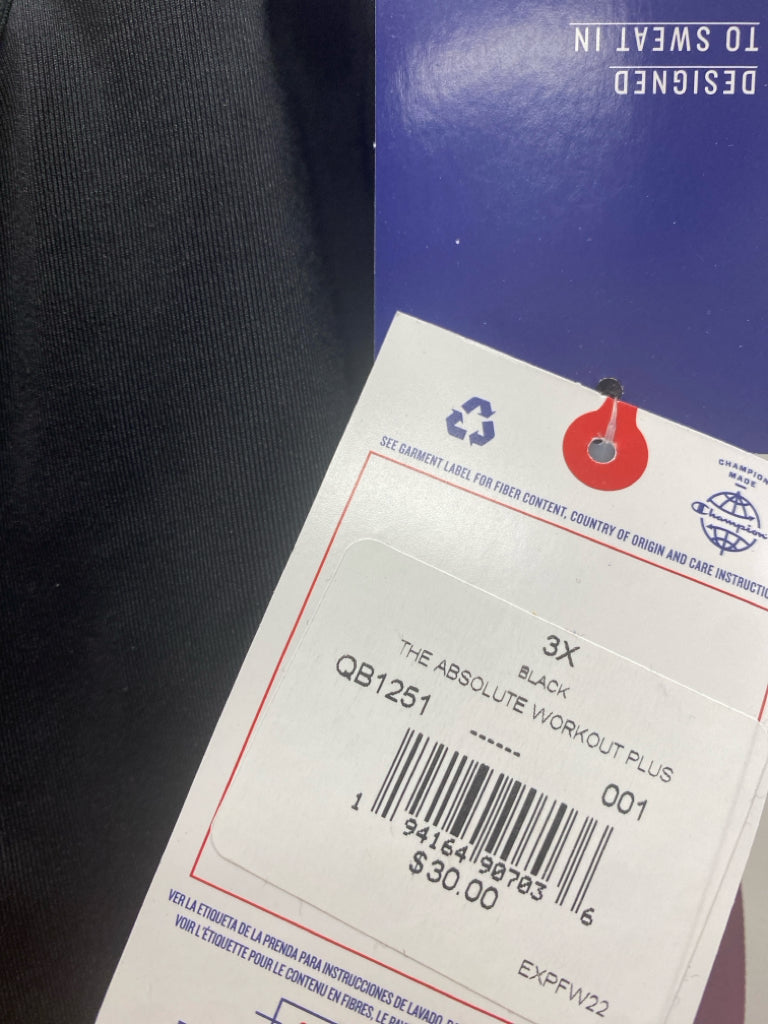 DESIGNED
TO SWEAT IN
CHAMPION
MADE
Champion
SEE GARMENT LABEL FOR FIBER CONTENT, COUNTRY OF ORIGIN AND CARE
3X
BLACK
THE ABSOLUTE WORKOUT PLUS
QB1251
------
001
1 94164 90703 6
$30.00
EXPFW22
VER LA ETIQUETA DE LA PRENDA PARA INSTRUCCIONES DE LAVADO,
VOIR L'ÉTIQUETTE POUR LE CONTENU EN FIBRES, LE